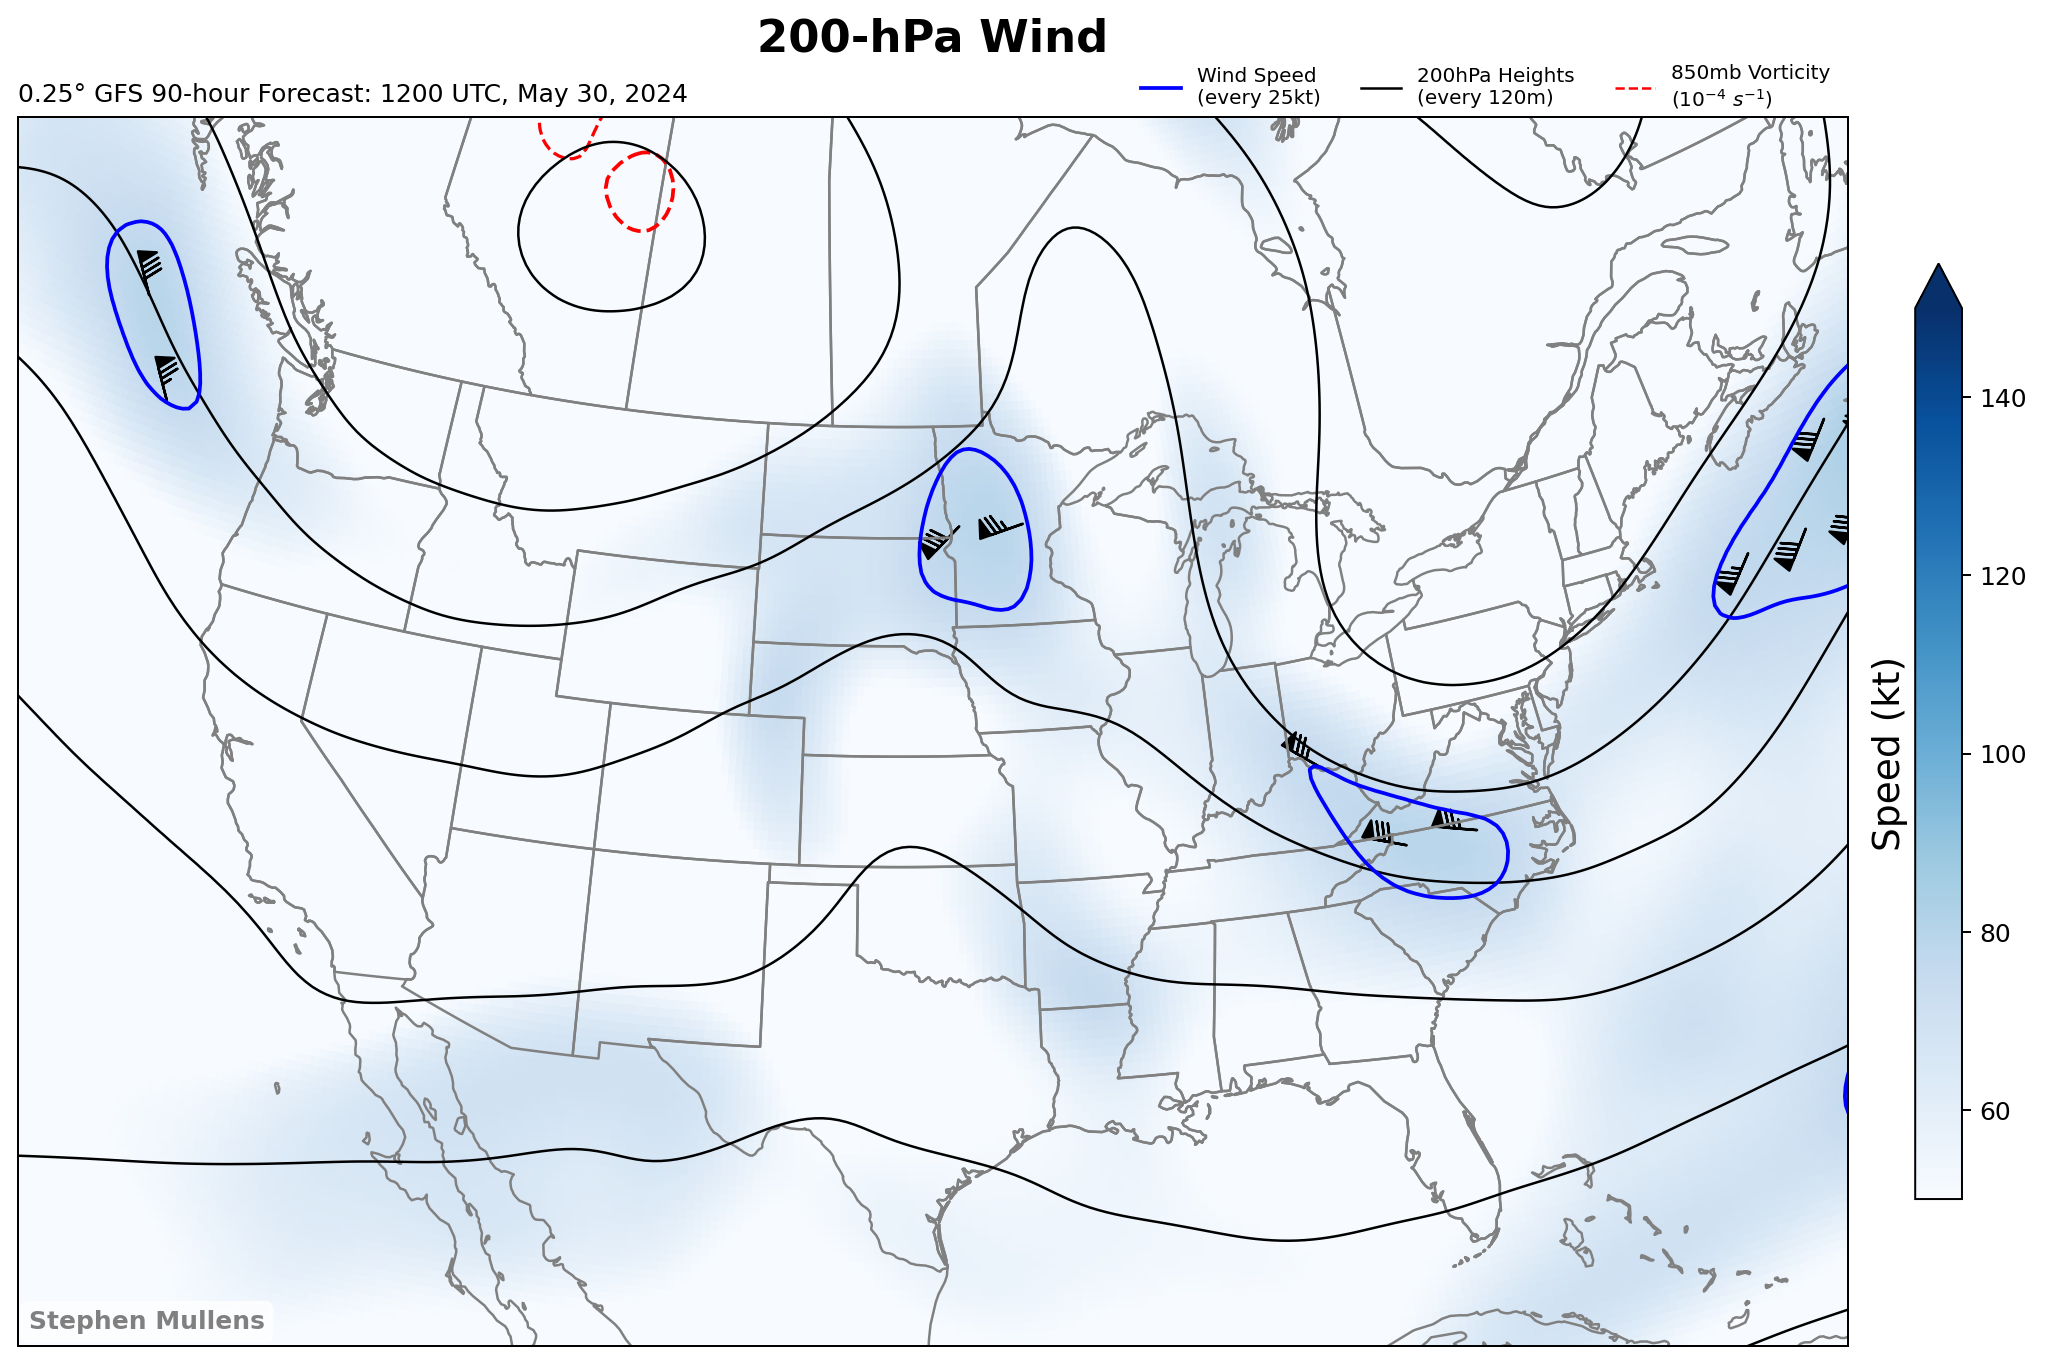 200-hPa Wind
0.25° GFS 90-hour Forecast: 1200 UTC, May 30, 2024
Wind Speed
(every 25kt)
200hPa Heights
(every 120m)
850mb Vorticity
(10⁻⁴ s⁻¹)
140
120
100
80
60
Speed (kt)
Stephen Mullens